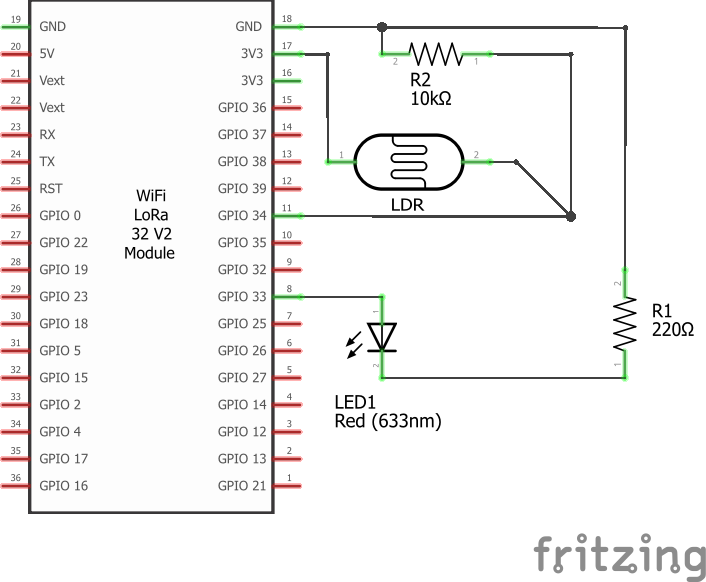 19 GND GND 18
20 5V 3V3 17
21 Vext 3V3 16
22 Vext GPIO 36 15
23 RX GPIO 37 14
24 TX GPIO 38 13
25 RST GPIO 39 12
26 GPIO 0 GPIO 34 11
27 GPIO 22 GPIO 35 10
28 GPIO 19 GPIO 32 9
29 GPIO 23 GPIO 33 8
30 GPIO 18 GPIO 25 7
31 GPIO 5 GPIO 26 6
32 GPIO 15 GPIO 27 5
33 GPIO 2 GPIO 14 4
34 GPIO 4 GPIO 12 3
35 GPIO 17 GPIO 13 2
36 GPIO 16 GPIO 21 1
WiFi
LoRa
32 V2
Module
2 1
R2
10kΩ
1 2
LDR
1
2
LED1
Red (633nm)
2
R1
220Ω
1
fritzing